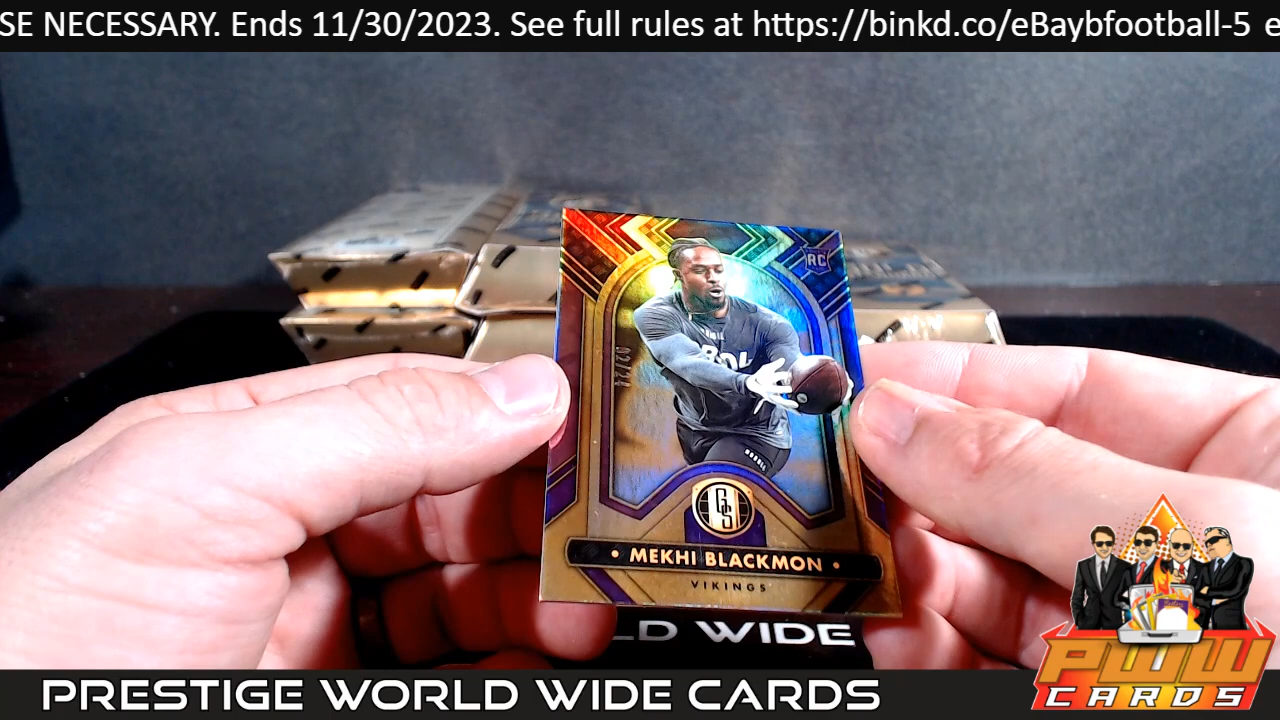 SE NECESSARY. Ends 11/30/2023. See full rules at https://binkd.co/eBaybfootball-5 e
RC
GS
• MEKHI BLACKMON •
VIKINGS
LD WIDE
PRESTIGE WORLD WIDE CARDS
PWW
CARDS